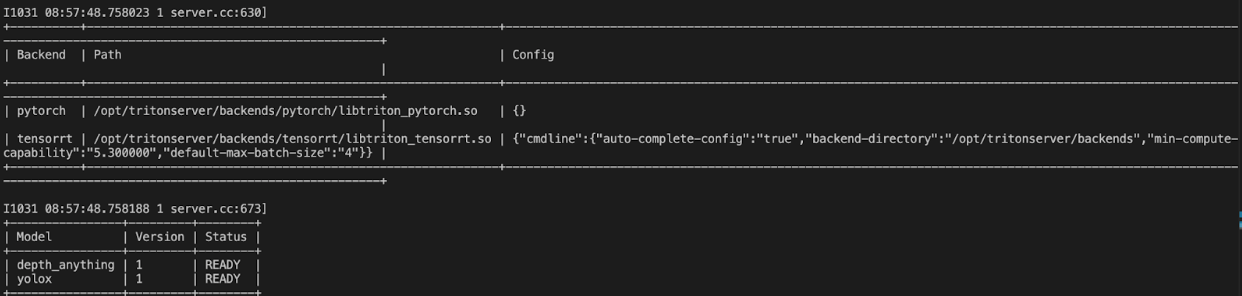 I1031 08:57:48.758023 1 server.cc:630]
+----------+------------------------------------------------------+------------------------------------------------------------------------------------------
------------------------------------------------------+
| Backend | Path | Config
|
+----------+------------------------------------------------------+------------------------------------------------------------------------------------------
------------------------------------------------------+
| pytorch | /opt/tritonserver/backends/pytorch/libtriton_pytorch.so | {}
|
| tensorrt | /opt/tritonserver/backends/tensorrt/libtriton_tensorrt.so | {"cmdline":{"auto-complete-config":"true","backend-directory":"/opt/tritonserver/backends","min-compute-
capability":"5.300000","default-max-batch-size":"4"}} |
+----------+------------------------------------------------------+------------------------------------------------------------------------------------------
------------------------------------------------------+
I1031 08:57:48.758188 1 server.cc:673]
+----------------+---------+--------+
| Model | Version | Status |
+----------------+---------+--------+
| depth_anything | 1 | READY |
| yolox | 1 | READY |
+----------------+---------+--------+